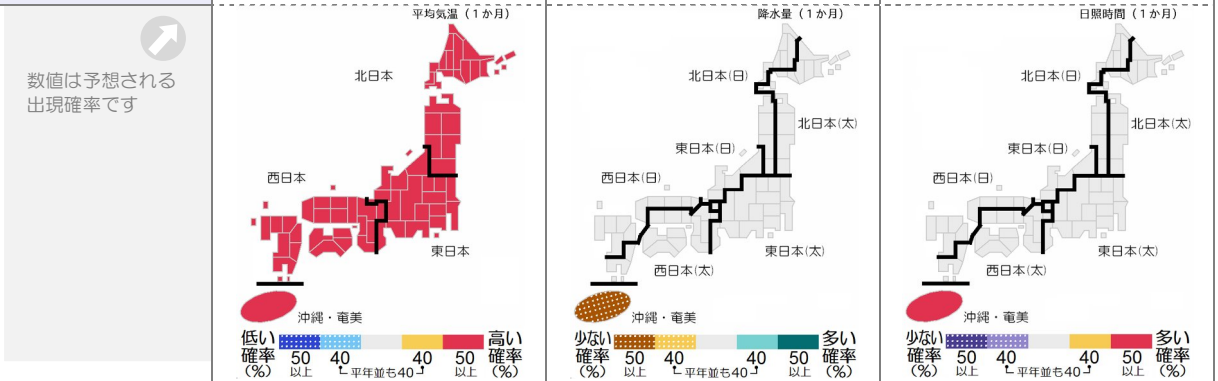 数値は予想される
出現確率です
平均気温（1か月）
北日本
西日本
東日本
沖縄・奄美
低い
確率
(%)
50
以上
40
平年並も40
40
50
以上
高い
確率
(%)
降水量（1か月）
北日本(日)
北日本(太)
東日本(日)
西日本(日)
東日本(太)
西日本(太)
沖縄・奄美
少ない
確率
(%)
50
以上
40
平年並も40
40
50
以上
多い
確率
(%)
日照時間（1か月）
北日本(日)
北日本(太)
東日本(日)
西日本(日)
東日本(太)
西日本(太)
沖縄・奄美
少ない
確率
(%)
50
以上
40
平年並も40
40
50
以上
多い
確率
(%)